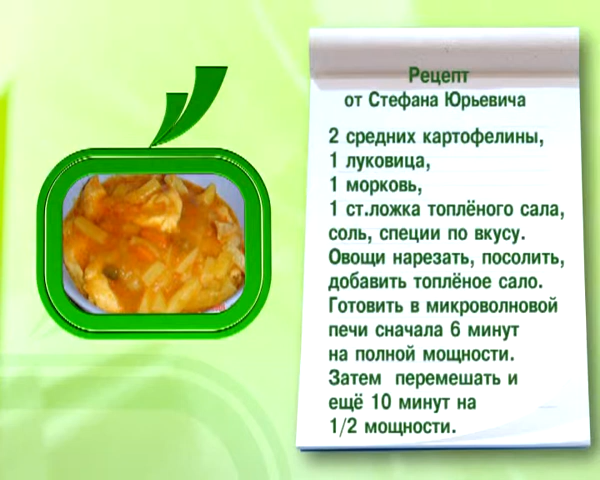 Рецепт
от Стефана Юрьевича
2 средних картофелины,
1 луковица,
1 морковь,
1 ст.ложка топлёного сала,
соль, специи по вкусу.
Овощи нарезать, посолить,
добавить топлёное сало.
Готовить в микроволновой
печи сначала 6 минут
на полной мощности.
Затем  перемешать и
ещё 10 минут на
1/2 мощности.